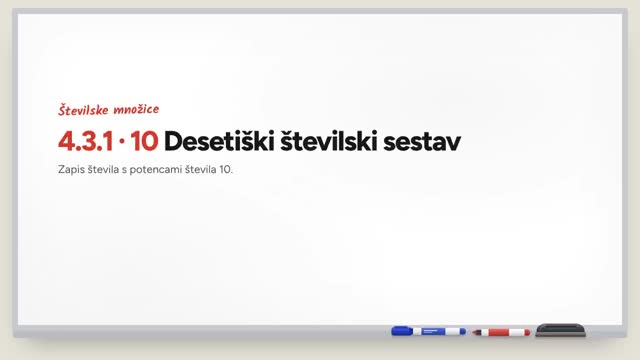 Številske množice
4.3.1 · 10 Desetiški številski sestav
Zapis števila s potencami števila 10.